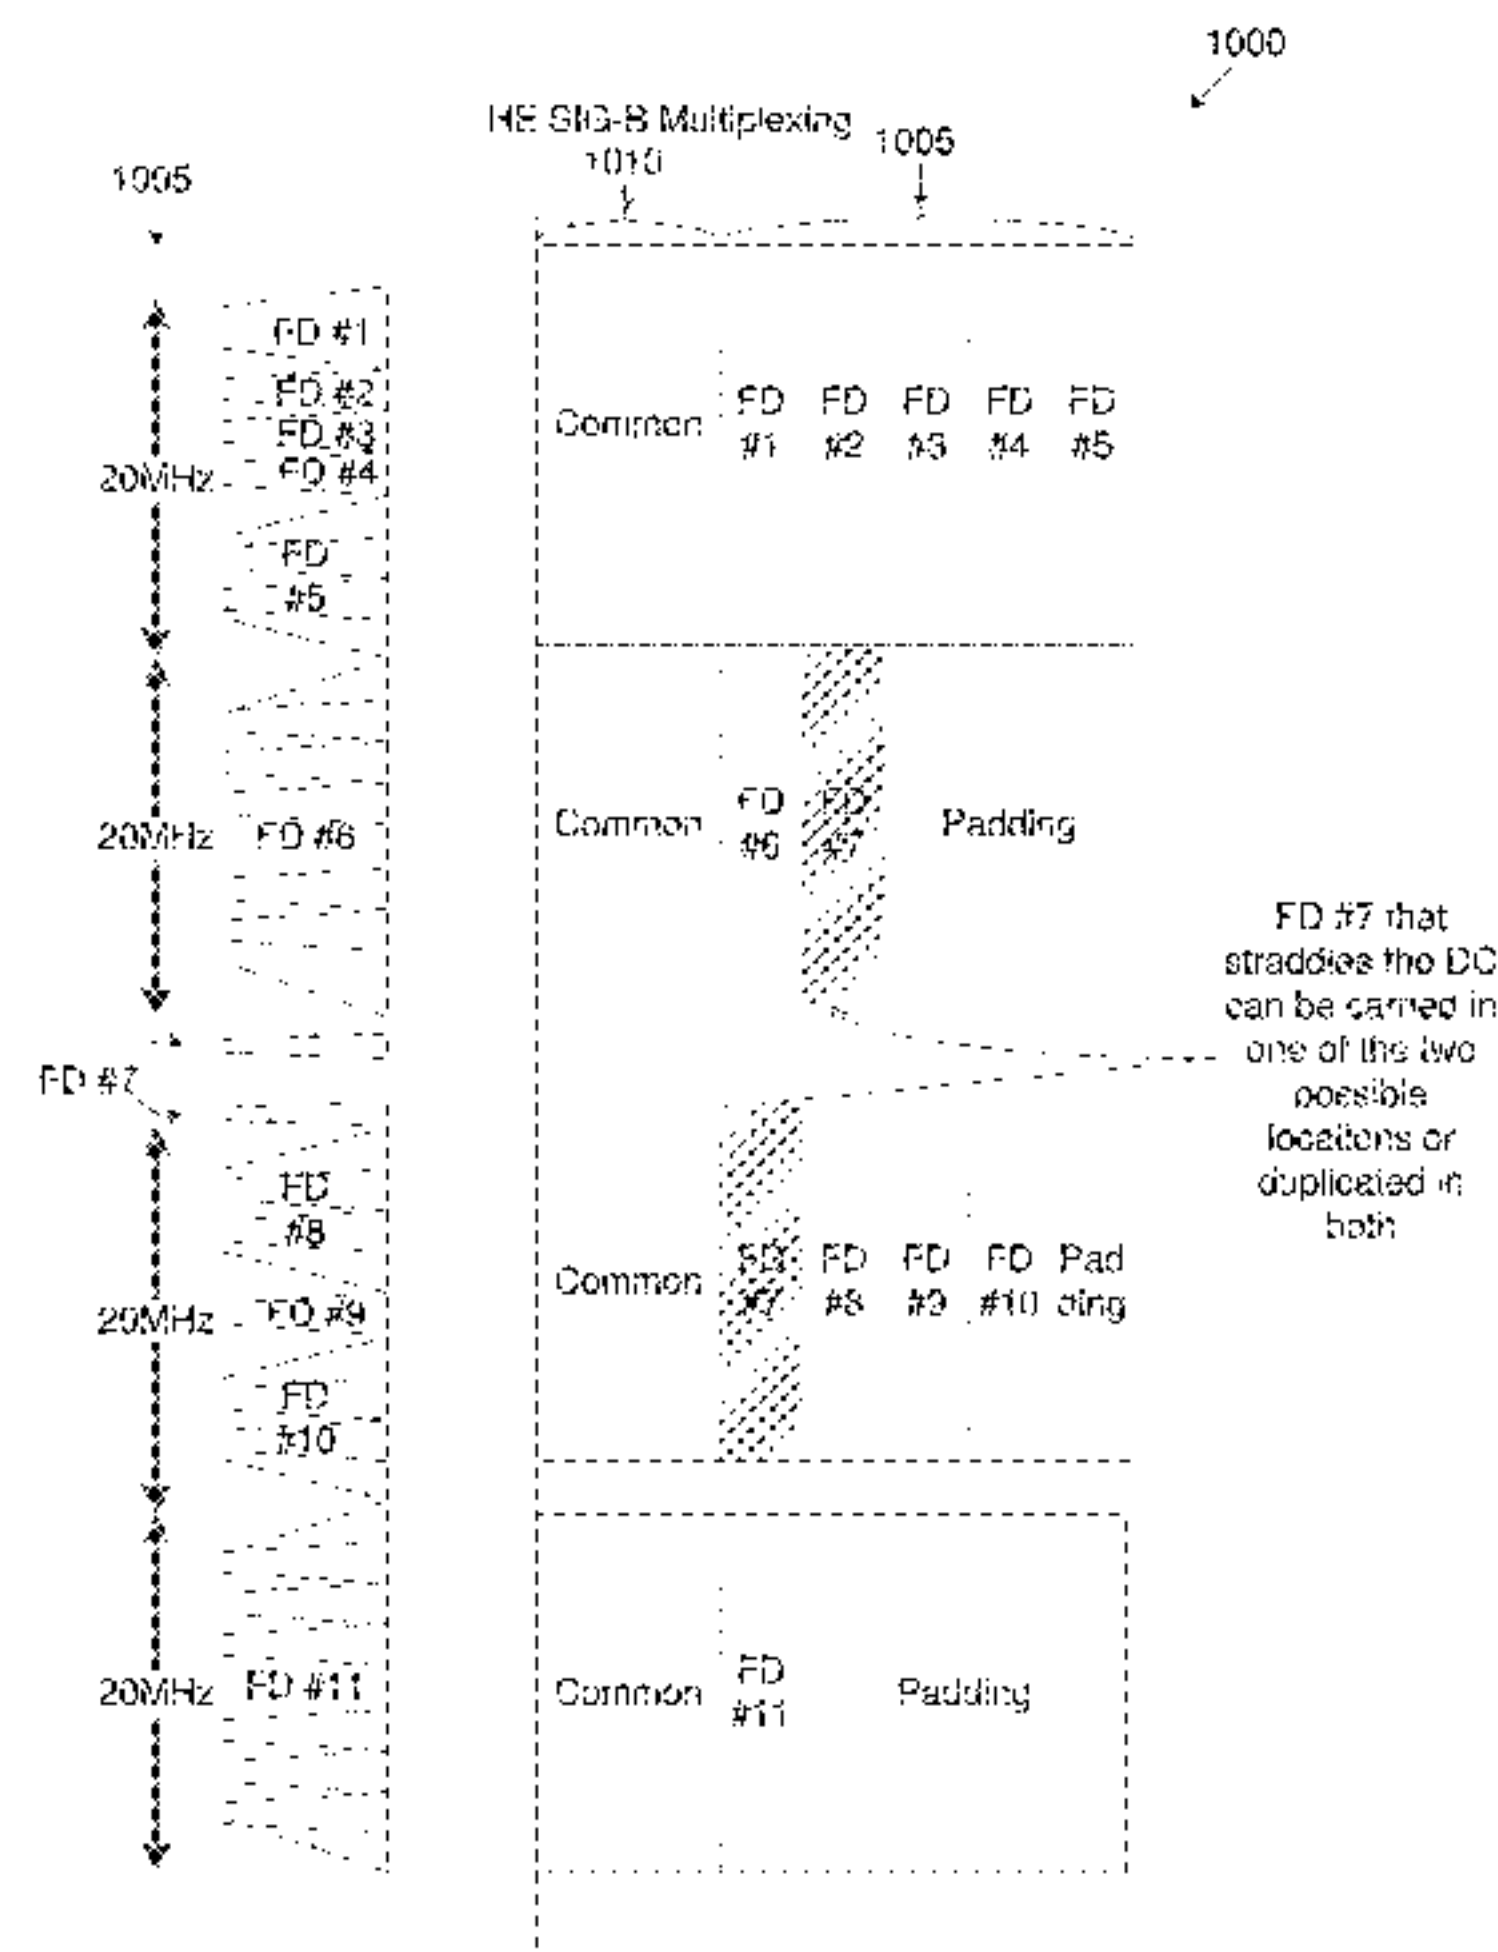 1000
HE SIG-B Multiplexing
1010
1005
1005
FD #1
FD #2
FD #3
FD #4
20MHz
FD
#5
Common
FD FD FD FD FD
#1 #2 #3 #4 #5
20MHz
FD #6
Common
FD FD
#6 #7
Padding
FD #7
FD #7 that
straddles the DC
can be carried in
one of the two
possible
locations or
duplicated in
both
FD
#8
20MHz
FD #9
FD
#10
Common
FD FD FD FD Pad
#7 #8 #9 #10 ding
20MHz
FD #11
Common
FD
#11
Padding